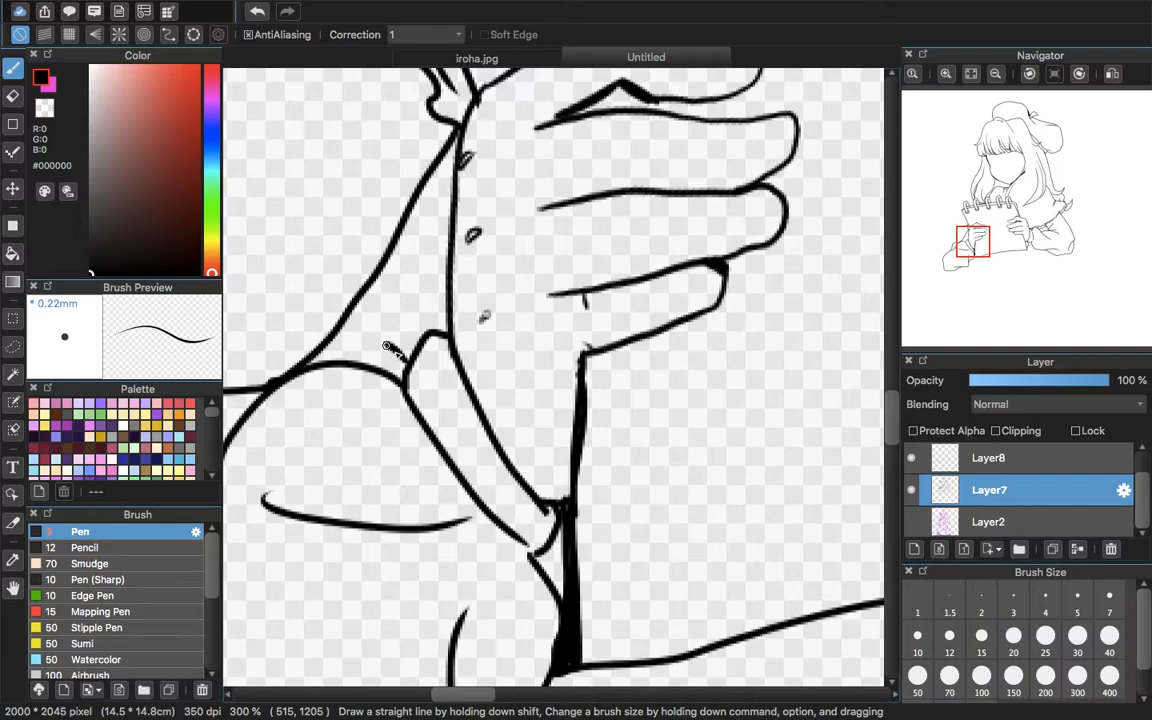 AntiAliasing Correction 1 Soft Edge
iroha.jpg Untitled
Color
R:0
G:0
B:0
#000000
Brush Preview
* 0.22mm
Palette
---
Brush
3 Pen
12 Pencil
70 Smudge
10 Pen (Sharp)
10 Edge Pen
15 Mapping Pen
50 Stipple Pen
50 Sumi
50 Watercolor
100 Airbrush
Navigator
Layer
Opacity 100 %
Blending Normal
Protect Alpha Clipping Lock
Layer8
Layer7
Layer2
Brush Size
1 1.5 2 3 4 5 7
10 12 15 20 25 30 40
50 70 100 150 200 300 400
2000 * 2045 pixel (14.5 * 14.8cm) 350 dpi 300 % ( 515, 1205 ) Draw a straight line by holding down shift, Change a brush size by holding down command, option, and dragging